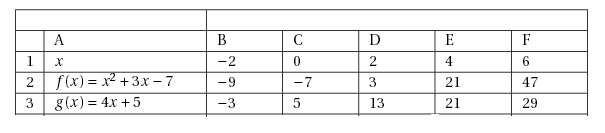 A B C D E F
1 x −2 0 2 4 6
2 f(x) = x² + 3x − 7 −9 −7 3 21 47
3 g(x) = 4x + 5 −3 5 13 21 29